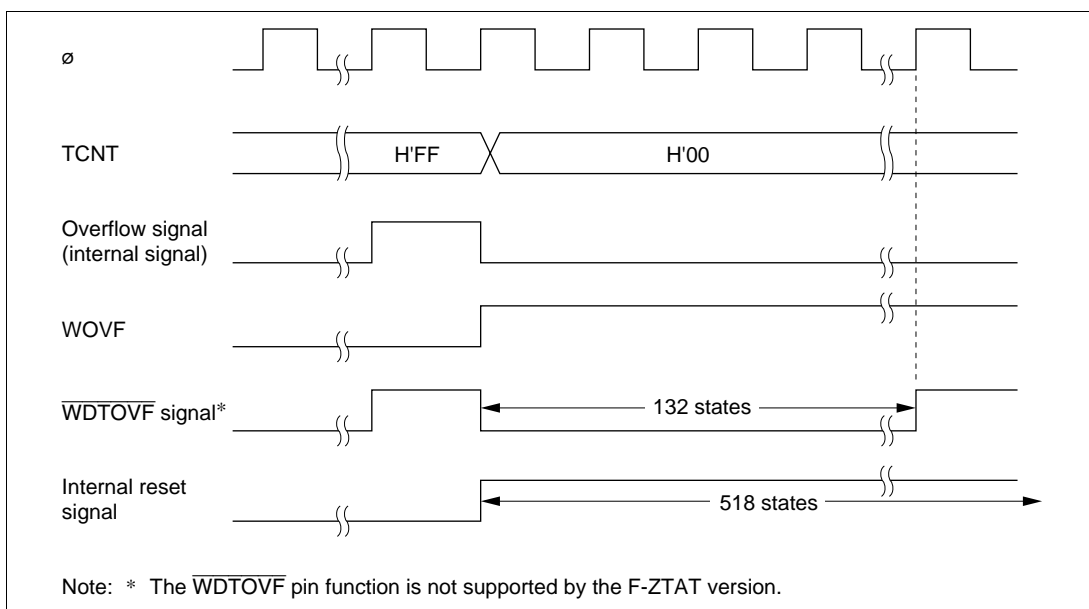 ø
TCNT
H'FF
H'00
Overflow signal
(internal signal)
WOVF
WDTOVF signal*
132 states
Internal reset
signal
518 states
Note: * The WDTOVF pin function is not supported by the F-ZTAT version.